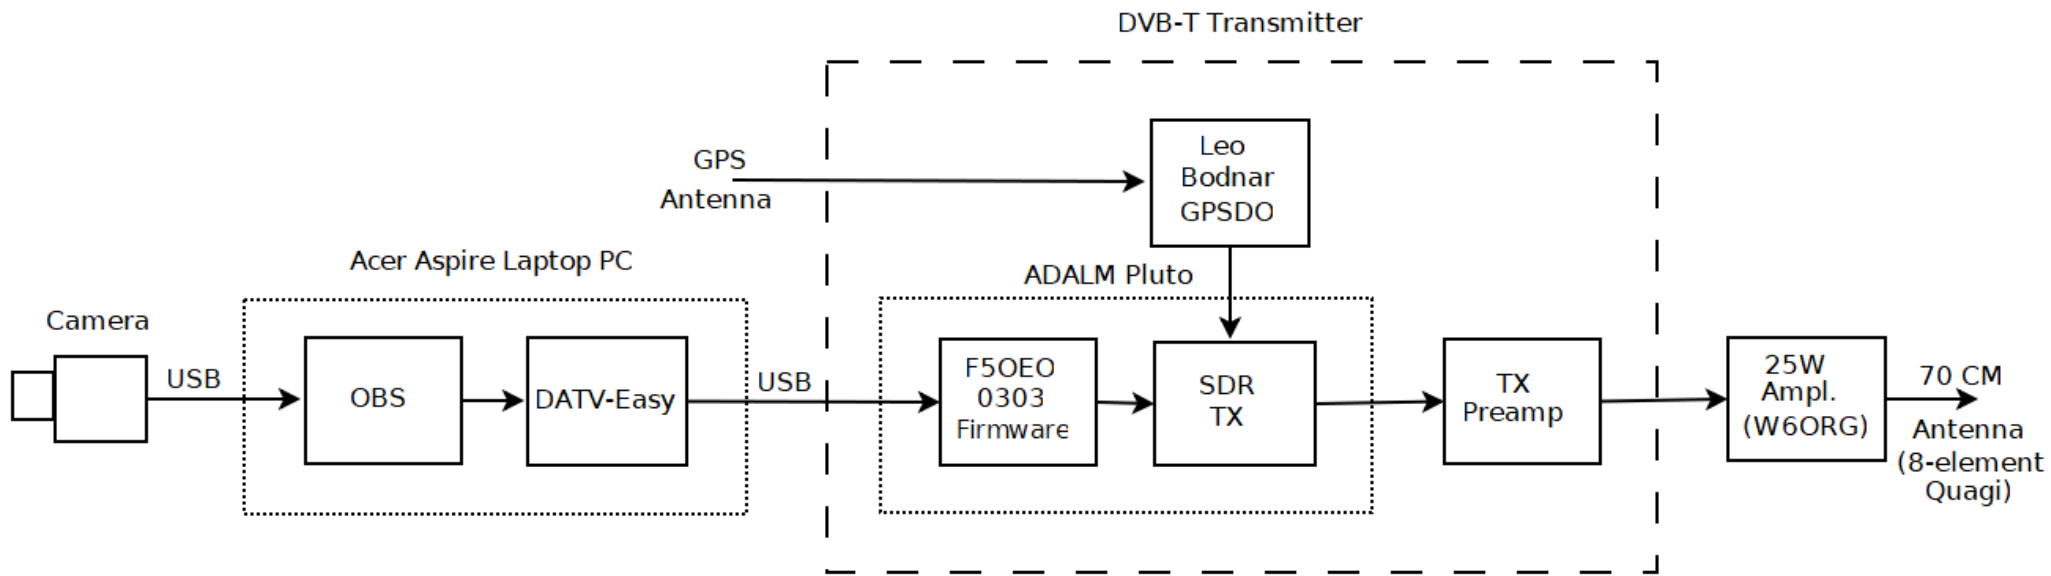 DVB-T Transmitter
Leo
Bodnar
GPSDO
GPS
Antenna
Acer Aspire Laptop PC
ADALM Pluto
Camera
USB
OBS
DATV-Easy
USB
F5OEO
0303
Firmware
SDR
TX
TX
Preamp
25W
Ampl.
(W6ORG)
70 CM
Antenna
(8-element
Quagi)